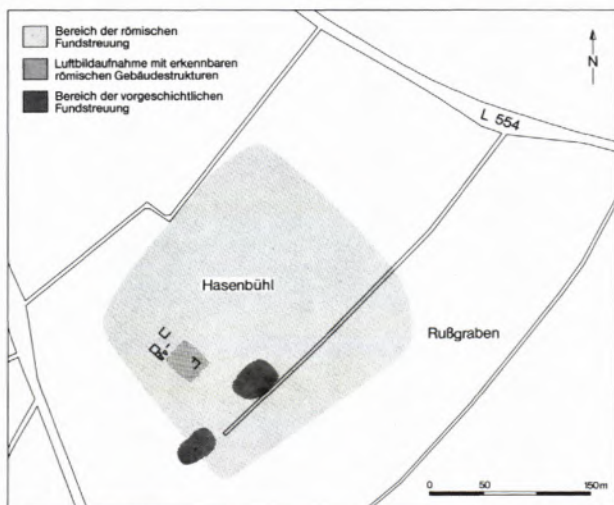 Bereich der römischen
Fundstreuung
Luftbildaufnahme mit erkennbaren
römischen Gebäudestrukturen
Bereich der vorgeschichtlichen
Fundstreuung
N
L 554
Hasenbühl
Rußgraben
0 50 150m